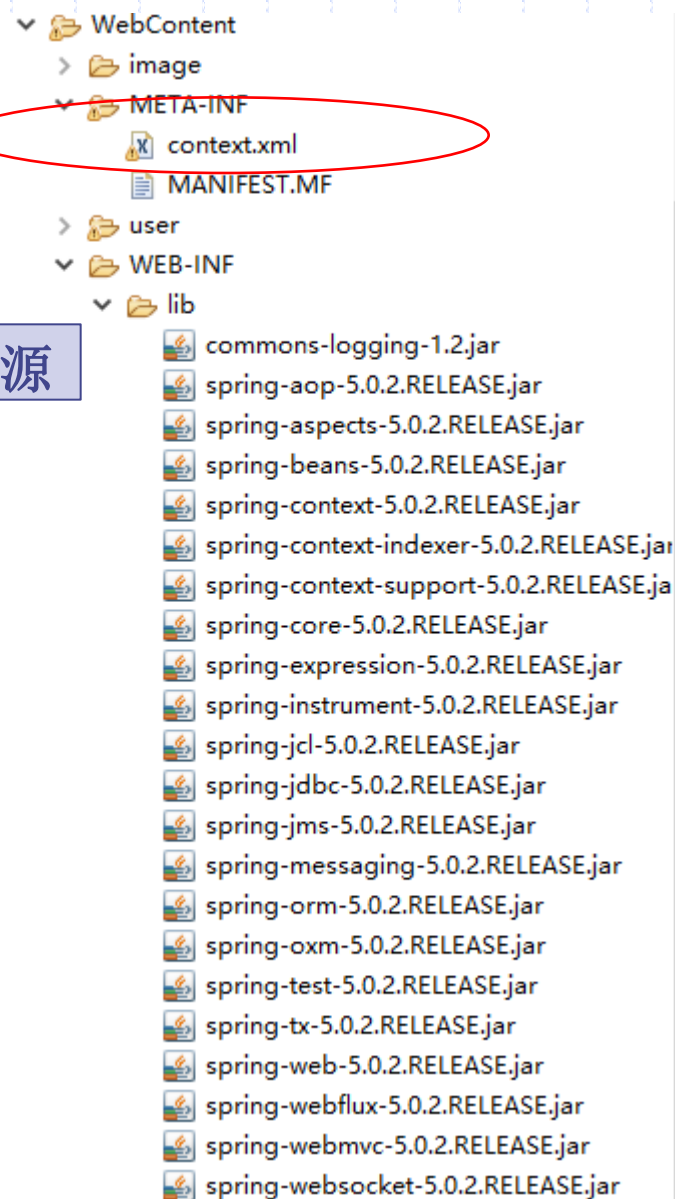 WebContent
image
META-INF
context.xml
MANIFEST.MF
user
WEB-INF
lib
源
commons-logging-1.2.jar
spring-aop-5.0.2.RELEASE.jar
spring-aspects-5.0.2.RELEASE.jar
spring-beans-5.0.2.RELEASE.jar
spring-context-5.0.2.RELEASE.jar
spring-context-indexer-5.0.2.RELEASE.jar
spring-context-support-5.0.2.RELEASE.ja
spring-core-5.0.2.RELEASE.jar
spring-expression-5.0.2.RELEASE.jar
spring-instrument-5.0.2.RELEASE.jar
spring-jcl-5.0.2.RELEASE.jar
spring-jdbc-5.0.2.RELEASE.jar
spring-jms-5.0.2.RELEASE.jar
spring-messaging-5.0.2.RELEASE.jar
spring-orm-5.0.2.RELEASE.jar
spring-oxm-5.0.2.RELEASE.jar
spring-test-5.0.2.RELEASE.jar
spring-tx-5.0.2.RELEASE.jar
spring-web-5.0.2.RELEASE.jar
spring-webflux-5.0.2.RELEASE.jar
spring-webmvc-5.0.2.RELEASE.jar
spring-websocket-5.0.2.RELEASE.jar